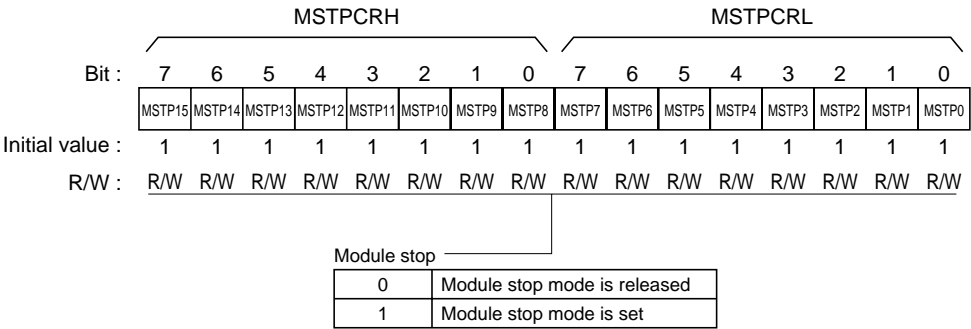 MSTPCRH MSTPCRL
Bit : 7 6 5 4 3 2 1 0 7 6 5 4 3 2 1 0
MSTP15 MSTP14 MSTP13 MSTP12 MSTP11 MSTP10 MSTP9 MSTP8 MSTP7 MSTP6 MSTP5 MSTP4 MSTP3 MSTP2 MSTP1 MSTP0
Initial value : 1 1 1 1 1 1 1 1 1 1 1 1 1 1 1 1
R/W : R/W R/W R/W R/W R/W R/W R/W R/W R/W R/W R/W R/W R/W R/W R/W R/W
Module stop
0 Module stop mode is released
1 Module stop mode is set